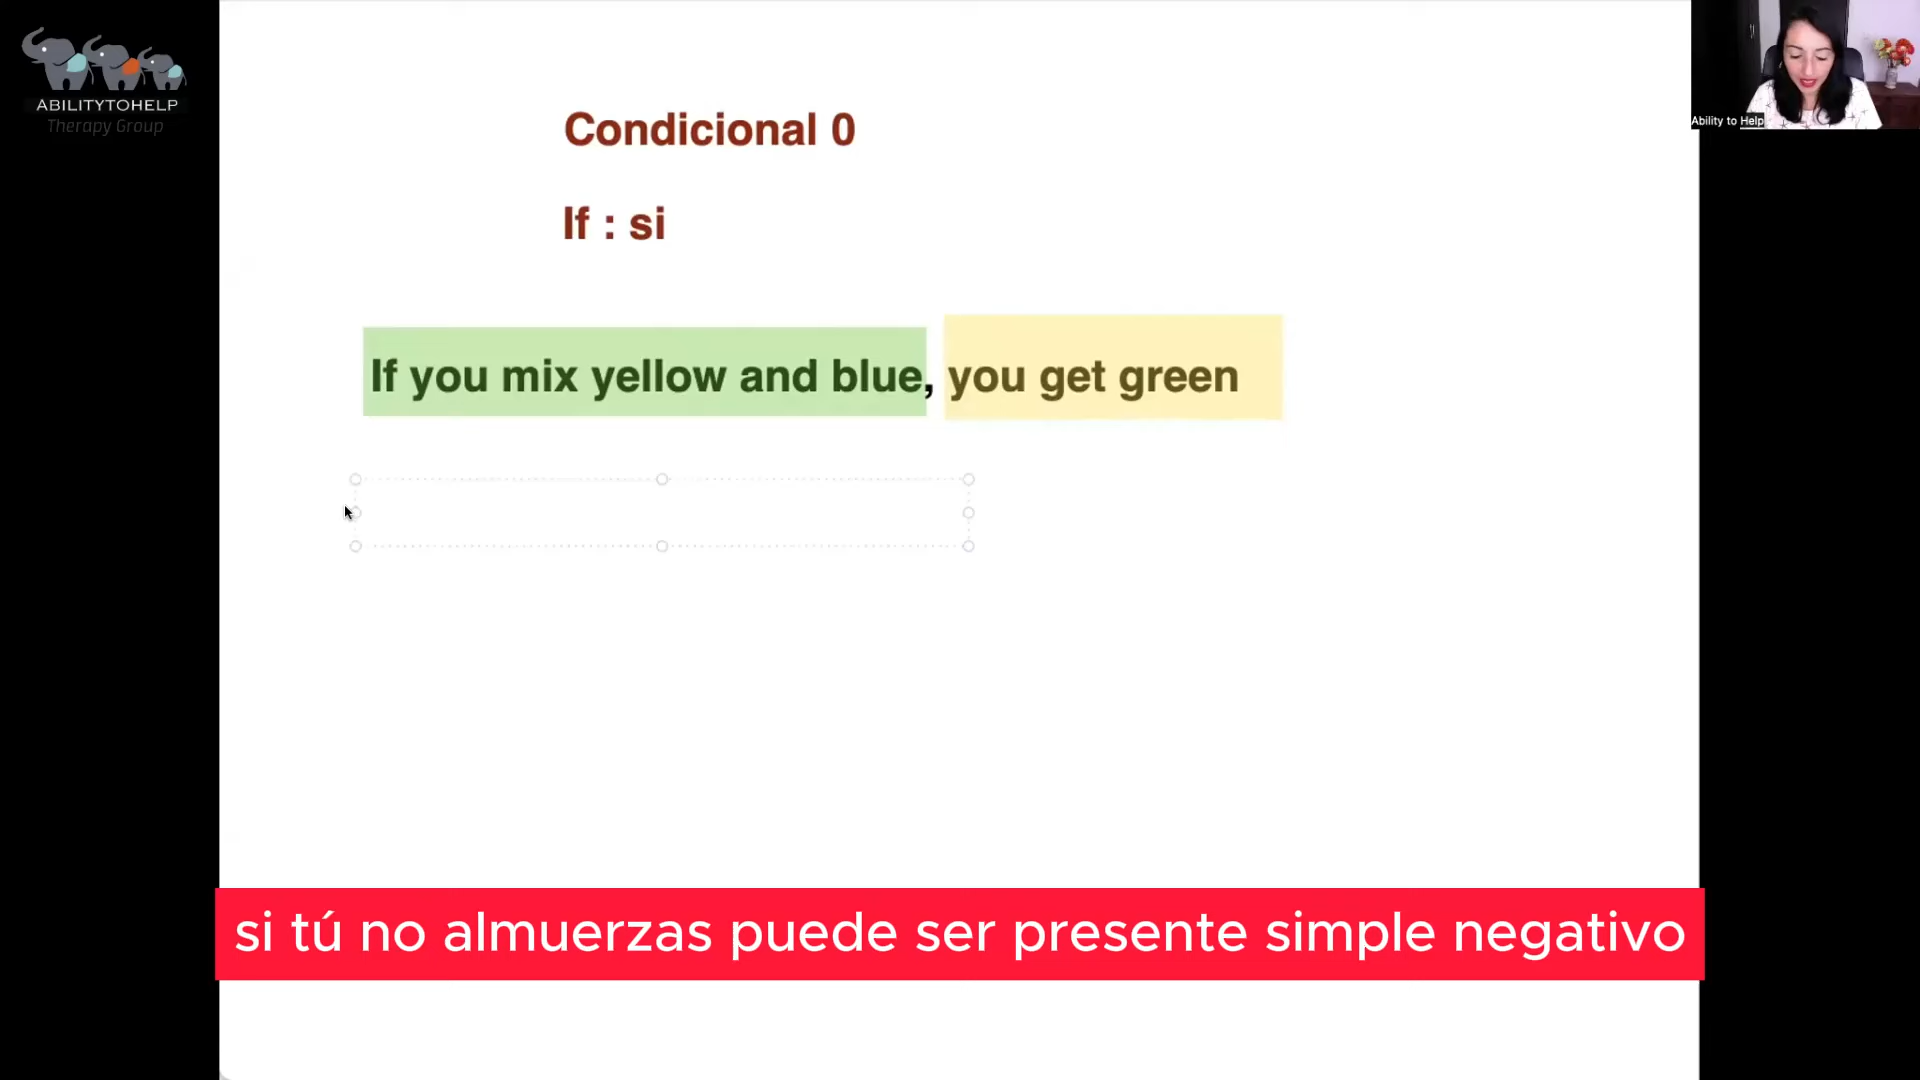 ABILITYTOHELP
Therapy Group
Ability to Help
Condicional 0
If : si
If you mix yellow and blue, you get green
si tú no almuerzas puede ser presente simple negativo